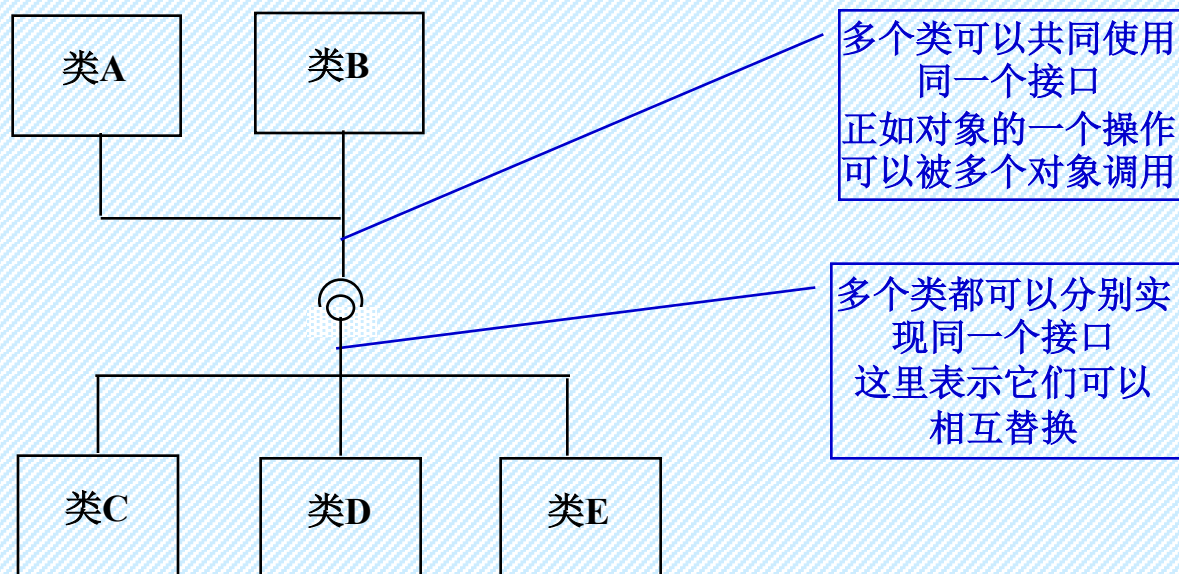 类A
类B
多个类可以共同使用
同一个接口
正如对象的一个操作
可以被多个对象调用
多个类都可以分别实
现同一个接口
这里表示它们可以
相互替换
类C
类D
类E